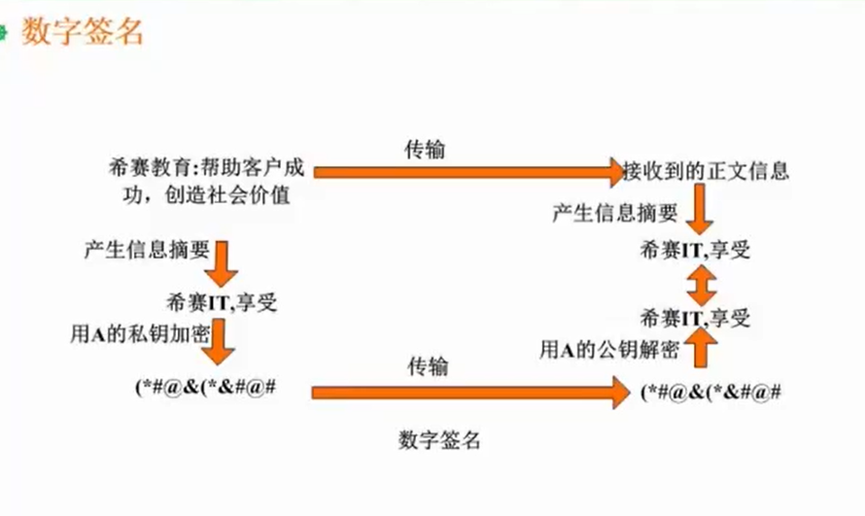 数字签名
传输
希赛教育:帮助客户成
功，创造社会价值
接收到的正文信息
产生信息摘要
产生信息摘要
希赛IT,享受
希赛IT,享受
用A的私钥加密
希赛IT,享受
用A的公钥解密
传输
(*#@&(*&#@#
(*#@&(*&#@#
数字签名